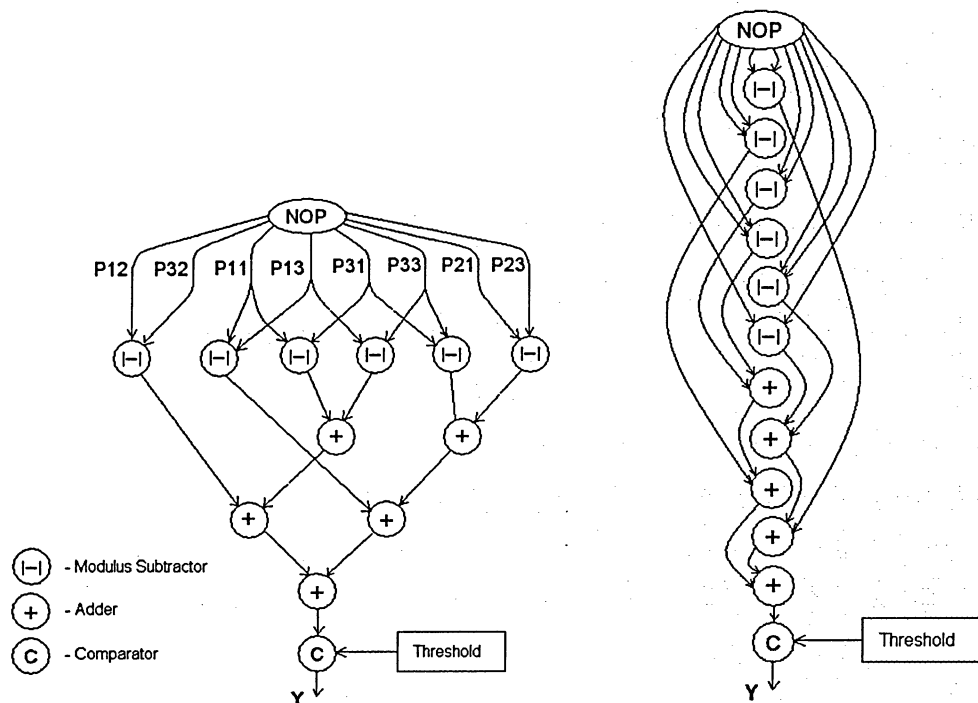 NOP
P12 P32 P11 P13 P31 P33 P21 P23
|−| |−| |−| |−| |−| |−|
+ +
+ +
+
C Threshold
Y
|−| - Modulus Subtractor
+ - Adder
C - Comparator
NOP
|−|
|−|
|−|
|−|
|−|
|−|
+
+
+
+
+
C Threshold
Y